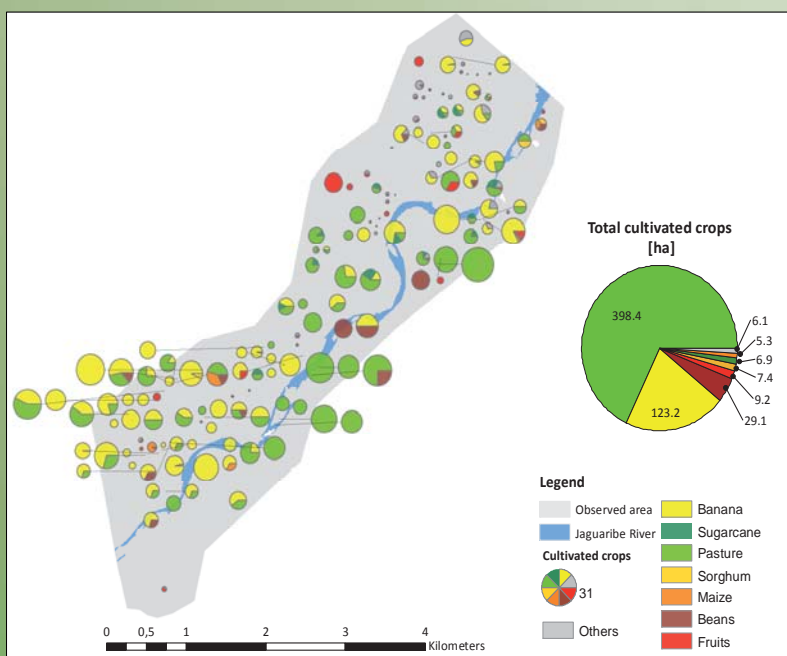 Total cultivated crops
[ha]
398.4
123.2
6.1
5.3
6.9
7.4
9.2
29.1
Legend
Observed area
Jaguaribe River
Cultivated crops
31
Others
Banana
Sugarcane
Pasture
Sorghum
Maize
Beans
Fruits
0 0,5 1 2 3 4
Kilometers